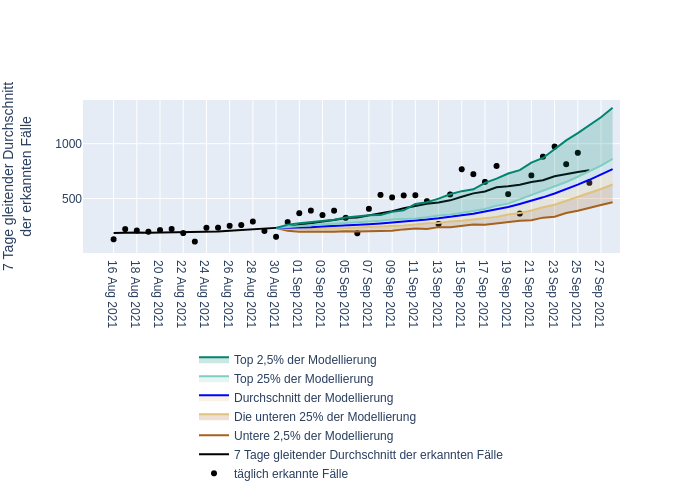 7 Tage gleitender Durchschnitt
der erkannten Fälle
1000
500
16 Aug 2021
18 Aug 2021
20 Aug 2021
22 Aug 2021
24 Aug 2021
26 Aug 2021
28 Aug 2021
30 Aug 2021
01 Sep 2021
03 Sep 2021
05 Sep 2021
07 Sep 2021
09 Sep 2021
11 Sep 2021
13 Sep 2021
15 Sep 2021
17 Sep 2021
19 Sep 2021
21 Sep 2021
23 Sep 2021
25 Sep 2021
27 Sep 2021
Top 2,5% der Modellierung
Top 25% der Modellierung
Durchschnitt der Modellierung
Die unteren 25% der Modellierung
Untere 2,5% der Modellierung
7 Tage gleitender Durchschnitt der erkannten Fälle
täglich erkannte Fälle